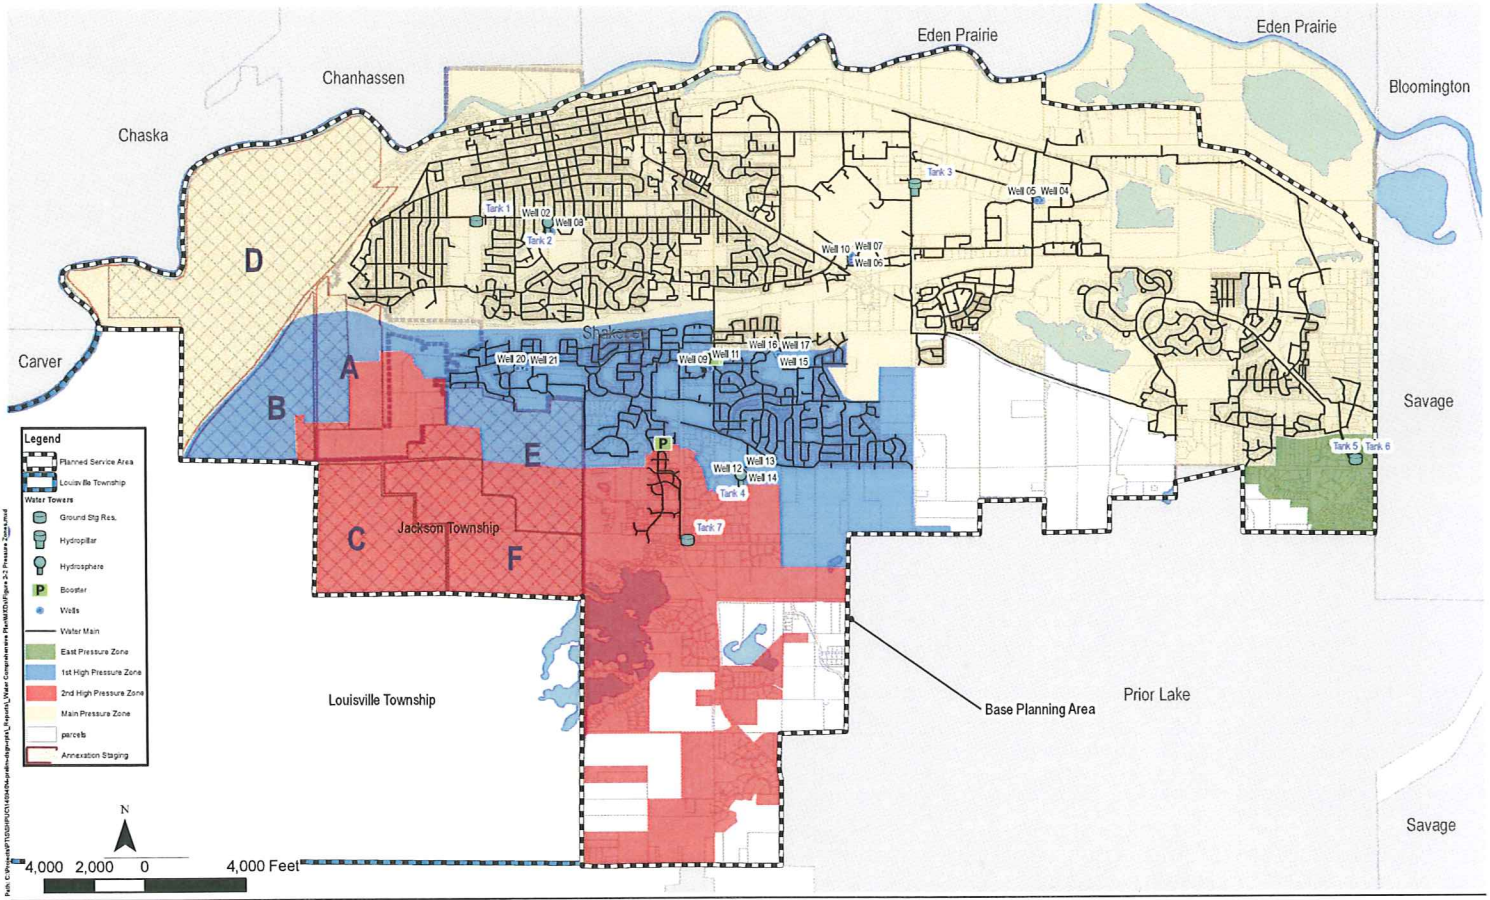 Eden Prairie
Eden Prairie
Chanhassen
Bloomington
Chaska
Tank 3
Well 05
Well 04
Tank 1
Well 02
Well 08
Tank 2
Well 10
Well 07
Well 06
D
Carver
Shakopee
Well 16
Well 17
Well 20
Well 21
Well 09
Well 11
Well 15
A
B
Savage
E
P
Tank 5
Tank 6
Well 12
Well 13
Well 14
Tank 4
C
Jackson Township
F
Tank 7
Louisville Township
Base Planning Area
Prior Lake
Savage
Legend
Planned Service Area
Louisville Township
Water Towers
Ground Stg Res,
Hydropillar
Hydrosphere
P
Booster
Wells
Water Main
East Pressure Zone
1st High Pressure Zone
2nd High Pressure Zone
Main Pressure Zone
parcels
Annexation Staging
N
4,000 2,000 0 4,000 Feet